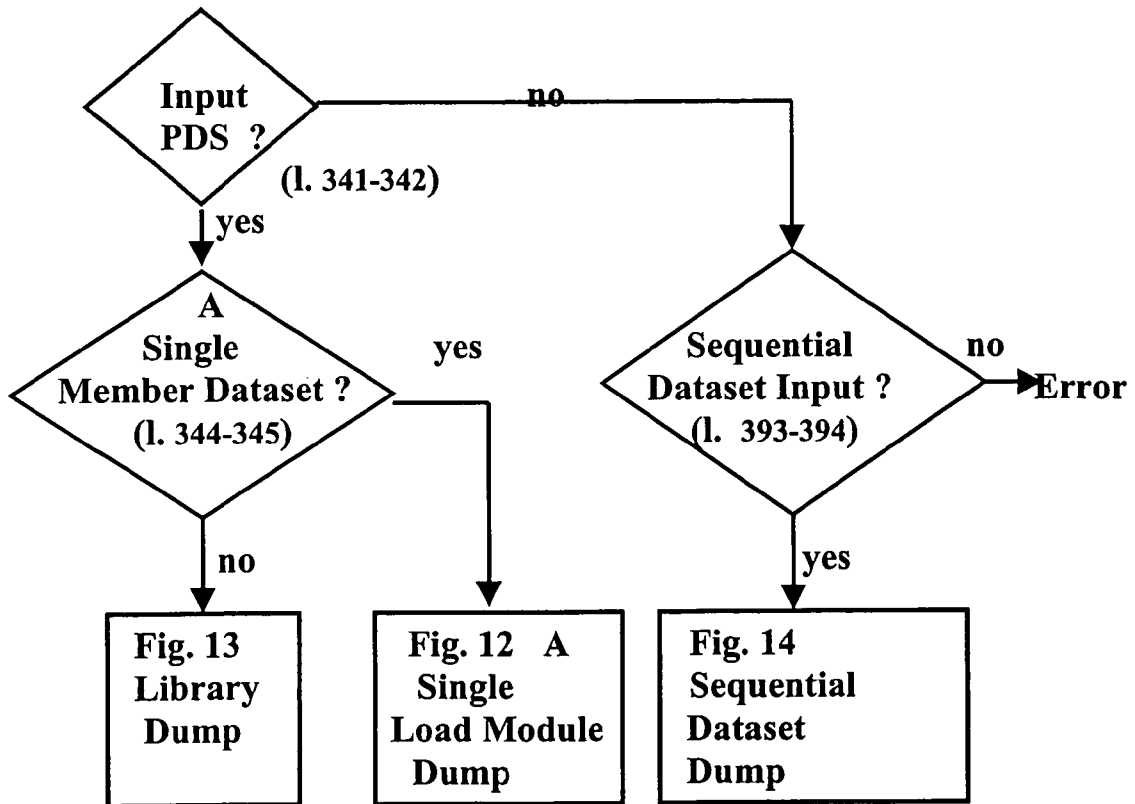 Input
PDS ?
(l. 341-342)
no
yes
A
Single
Member Dataset ?
(l. 344-345)
yes
no
Sequential
Dataset Input ?
(l. 393-394)
no
Error
yes
Fig. 13
Library
Dump
Fig. 12 A
Single
Load Module
Dump
Fig. 14
Sequential
Dataset
Dump